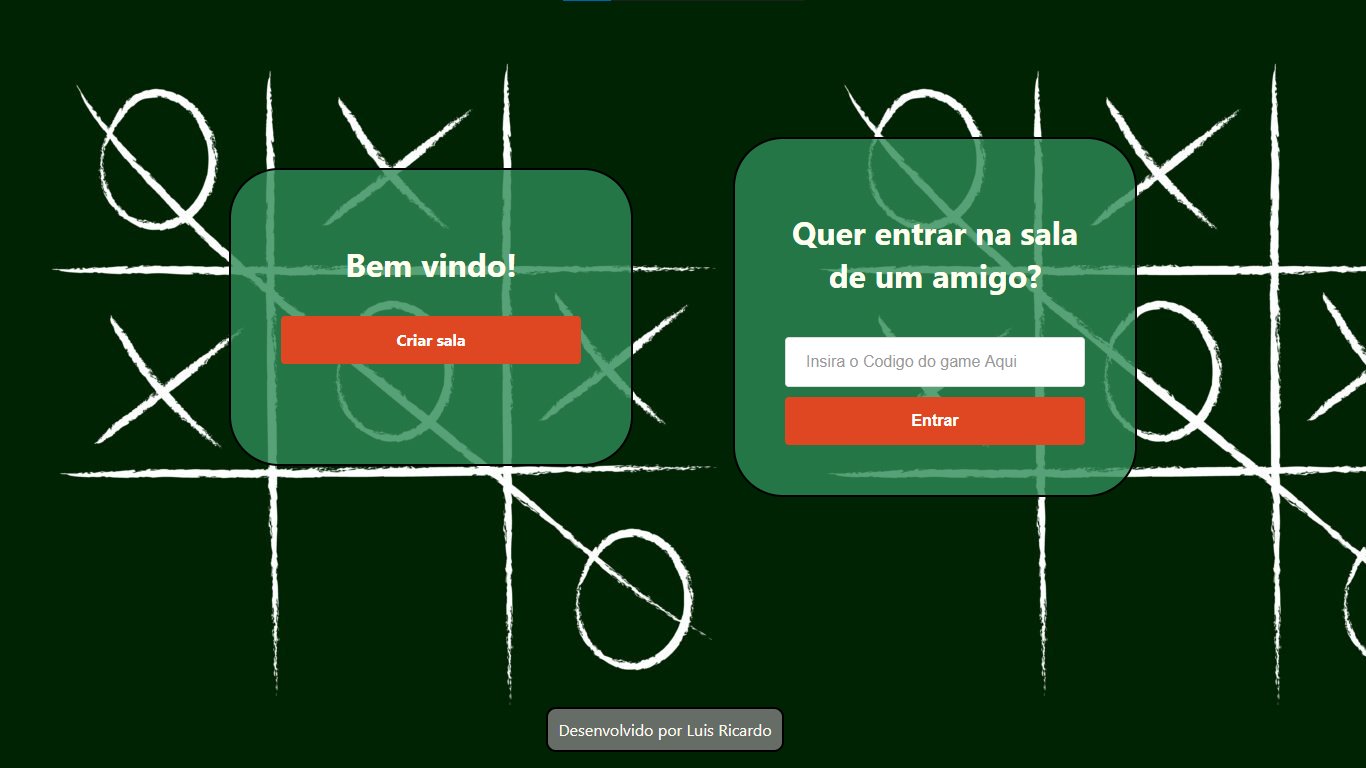 Bem vindo!
Criar sala
Quer entrar na sala
de um amigo?
Insira o Codigo do game Aqui
Entrar
Desenvolvido por Luis Ricardo